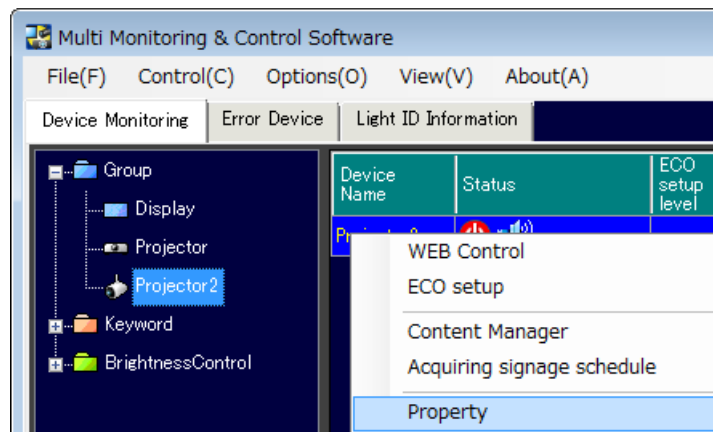 Multi Monitoring & Control Software
File(F) Control(C) Options(O) View(V) About(A)
Device Monitoring Error Device Light ID Information
Group
Display
Projector
Projector2
Keyword
BrightnessControl
Device Name Status ECO setup level
WEB Control
ECO setup
Content Manager
Acquiring signage schedule
Property